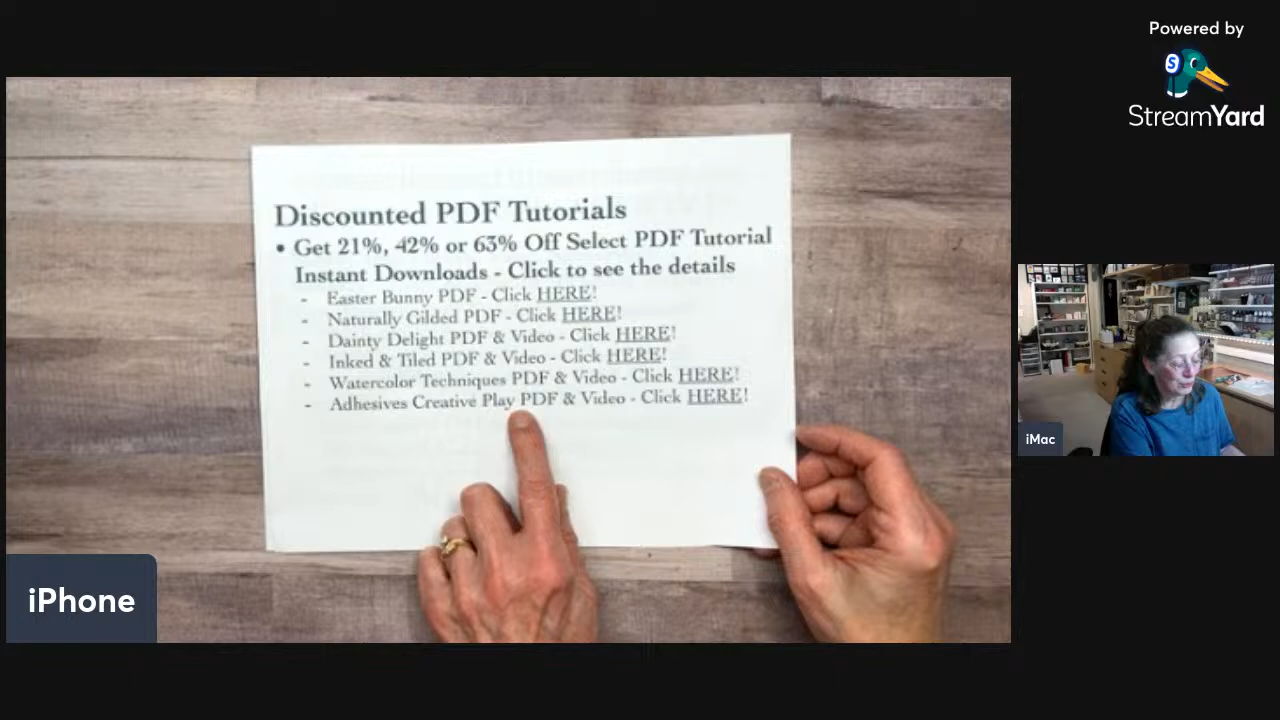 Powered by
S
StreamYard
Discounted PDF Tutorials
• Get 21%, 42% or 63% Off Select PDF Tutorial
Instant Downloads - Click to see the details
- Easter Bunny PDF - Click HERE!
- Naturally Gilded PDF - Click HERE!
- Dainty Delight PDF & Video - Click HERE!
- Inked & Tiled PDF & Video - Click HERE!
- Watercolor Techniques PDF & Video - Click HERE!
- Adhesives Creative Play PDF & Video - Click HERE!
iMac
iPhone